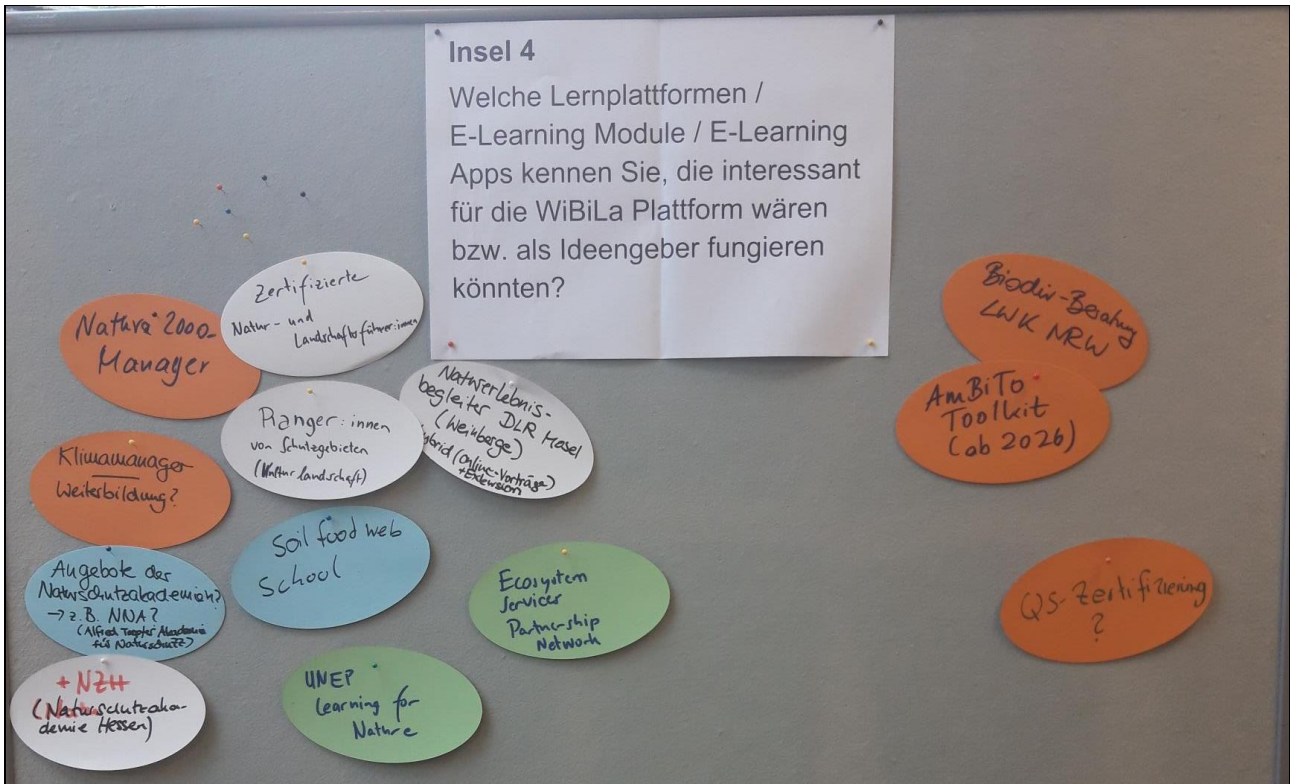 Insel 4
Welche Lernplattformen /
E-Learning Module / E-Learning
Apps kennen Sie, die interessant
für die WiBiLa Plattform wären
bzw. als Ideengeber fungieren
könnten?
Natura 2000-
Manager
Zertifizierte
Natur- und
Landschaftsführer:innen
Ranger:innen
von Schutzgebieten
(Kulturlandschaft)
Naturerlebnis-
begleiter DLR Mosel
(Weinberge)
hybrid (Online-Vorträge)
+ Exkursion
Klimamanager
Weiterbildung?
Soil food web
School
Angebote der
Naturschutzakademien?
→ z.B. NNA?
(Alfred Toepfer Akademie
für Naturschutz)
+ NZH
(Naturschutzaka-
demie Hessen)
Ecosystem
Services
Partnership
Network
UNEP
Learning for
Nature
Biodiv-Beratung
LWK NRW
AmBiTo
Toolkit
(ab 2026)
QS-Zertifizierung
?